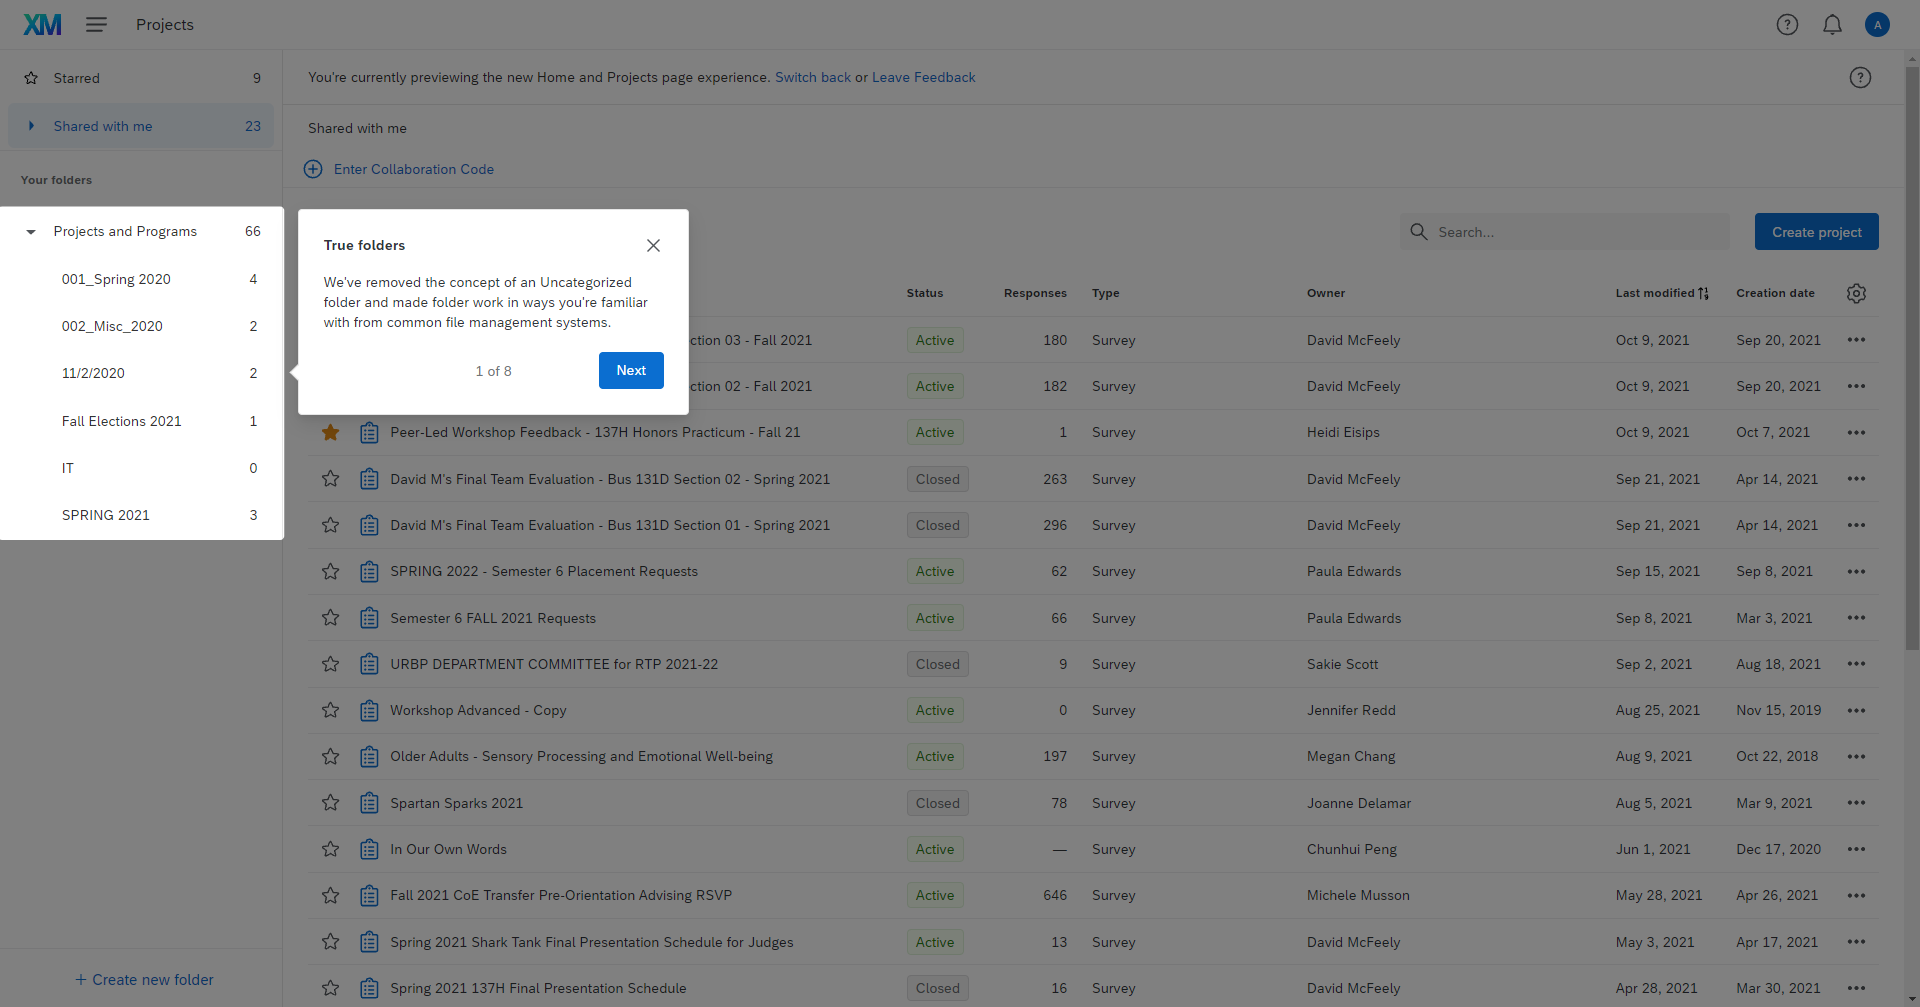 XM
Projects
A
Starred 9
Shared with me 23
Your folders
Projects and Programs 66
001_Spring 2020 4
002_Misc_2020 2
11/2/2020 2
Fall Elections 2021 1
IT 0
SPRING 2021 3
+ Create new folder
You're currently previewing the new Home and Projects page experience. Switch back or Leave Feedback
Shared with me
Enter Collaboration Code
True folders
We've removed the concept of an Uncategorized
folder and made folder work in ways you're familiar
with from common file management systems.
1 of 8
Next
Search...
Create project
Status Responses Type Owner Last modified Creation date
ction 03 - Fall 2021 Active 180 Survey David McFeely Oct 9, 2021 Sep 20, 2021
ction 02 - Fall 2021 Active 182 Survey David McFeely Oct 9, 2021 Sep 20, 2021
Peer-Led Workshop Feedback - 137H Honors Practicum - Fall 21 Active 1 Survey Heidi Eisips Oct 9, 2021 Oct 7, 2021
David M's Final Team Evaluation - Bus 131D Section 02 - Spring 2021 Closed 263 Survey David McFeely Sep 21, 2021 Apr 14, 2021
David M's Final Team Evaluation - Bus 131D Section 01 - Spring 2021 Closed 296 Survey David McFeely Sep 21, 2021 Apr 14, 2021
SPRING 2022 - Semester 6 Placement Requests Active 62 Survey Paula Edwards Sep 15, 2021 Sep 8, 2021
Semester 6 FALL 2021 Requests Active 66 Survey Paula Edwards Sep 8, 2021 Mar 3, 2021
URBP DEPARTMENT COMMITTEE for RTP 2021-22 Closed 9 Survey Sakie Scott Sep 2, 2021 Aug 18, 2021
Workshop Advanced - Copy Active 0 Survey Jennifer Redd Aug 25, 2021 Nov 15, 2019
Older Adults - Sensory Processing and Emotional Well-being Active 197 Survey Megan Chang Aug 9, 2021 Oct 22, 2018
Spartan Sparks 2021 Closed 78 Survey Joanne Delamar Aug 5, 2021 Mar 9, 2021
In Our Own Words Active — Survey Chunhui Peng Jun 1, 2021 Dec 17, 2020
Fall 2021 CoE Transfer Pre-Orientation Advising RSVP Active 646 Survey Michele Musson May 28, 2021 Apr 26, 2021
Spring 2021 Shark Tank Final Presentation Schedule for Judges Active 13 Survey David McFeely May 3, 2021 Apr 17, 2021
Spring 2021 137H Final Presentation Schedule Closed 16 Survey David McFeely Apr 28, 2021 Mar 30, 2021